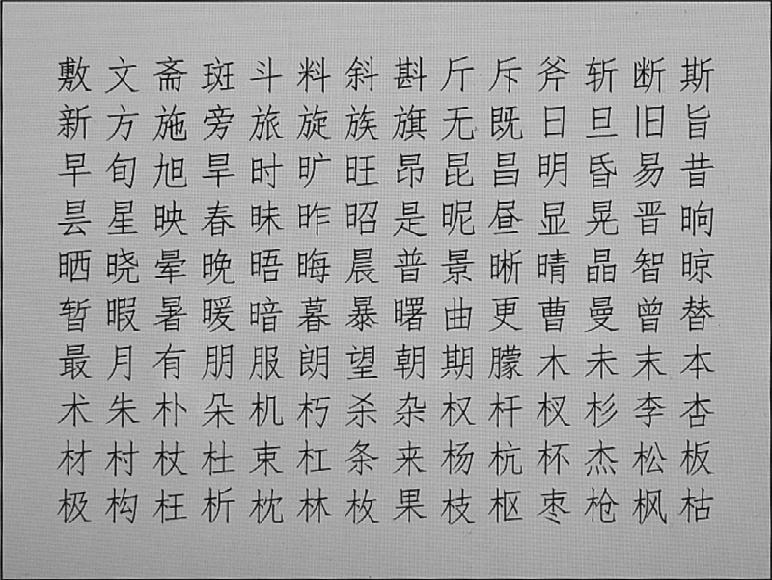 敷文斋斑斗料斜斟斤斥斧斩断斯
新方施旁旅旋族旗无既日旦旧旨
早旬旭旱时旷旺昂昆昌明昏易昔
昙星映春昧昨昭是昵昼显晃晋晌
晒晓晕晚晤晦晨普景晰晴晶智晾
暂暇暑暖暗暮暴曙曲更曹曼曾替
最月有朋服朗望朝期朦木未末本
术朱朴朵机朽杀杂权杆杈杉李杏
材村杖杜束杠条来杨杭杯杰松板
极构枉析枕林枚果枝枢枣枪枫枯